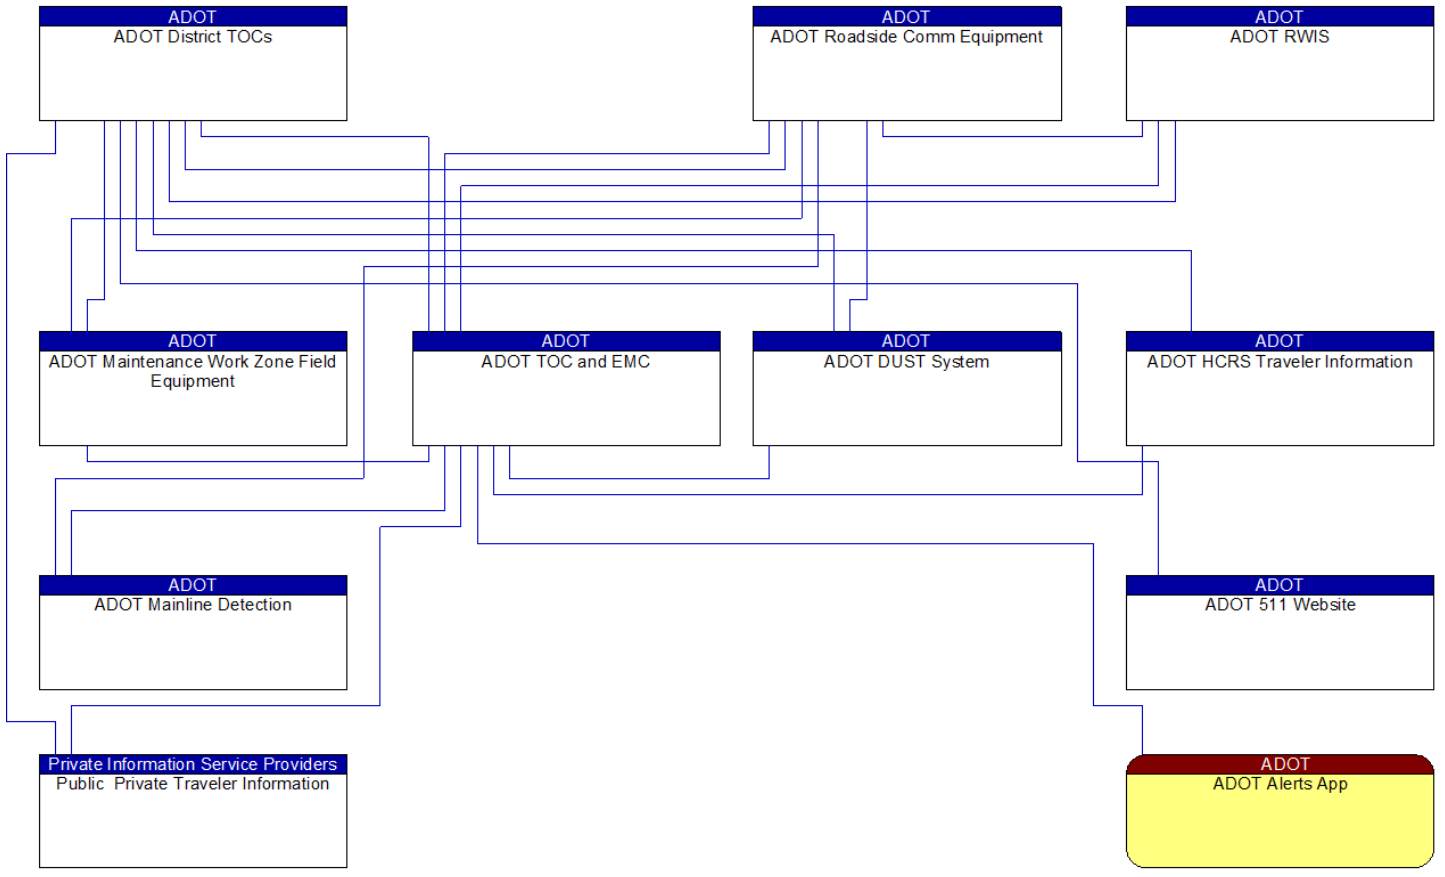 ADOT
ADOT District TOCs
ADOT
ADOT Roadside Comm Equipment
ADOT
ADOT RWIS
ADOT
ADOT Maintenance Work Zone Field
Equipment
ADOT
ADOT TOC and EMC
ADOT
ADOT DUST System
ADOT
ADOT HCRS Traveler Information
ADOT
ADOT Mainline Detection
ADOT
ADOT 511 Website
Private Information Service Providers
Public  Private Traveler Information
ADOT
ADOT Alerts App